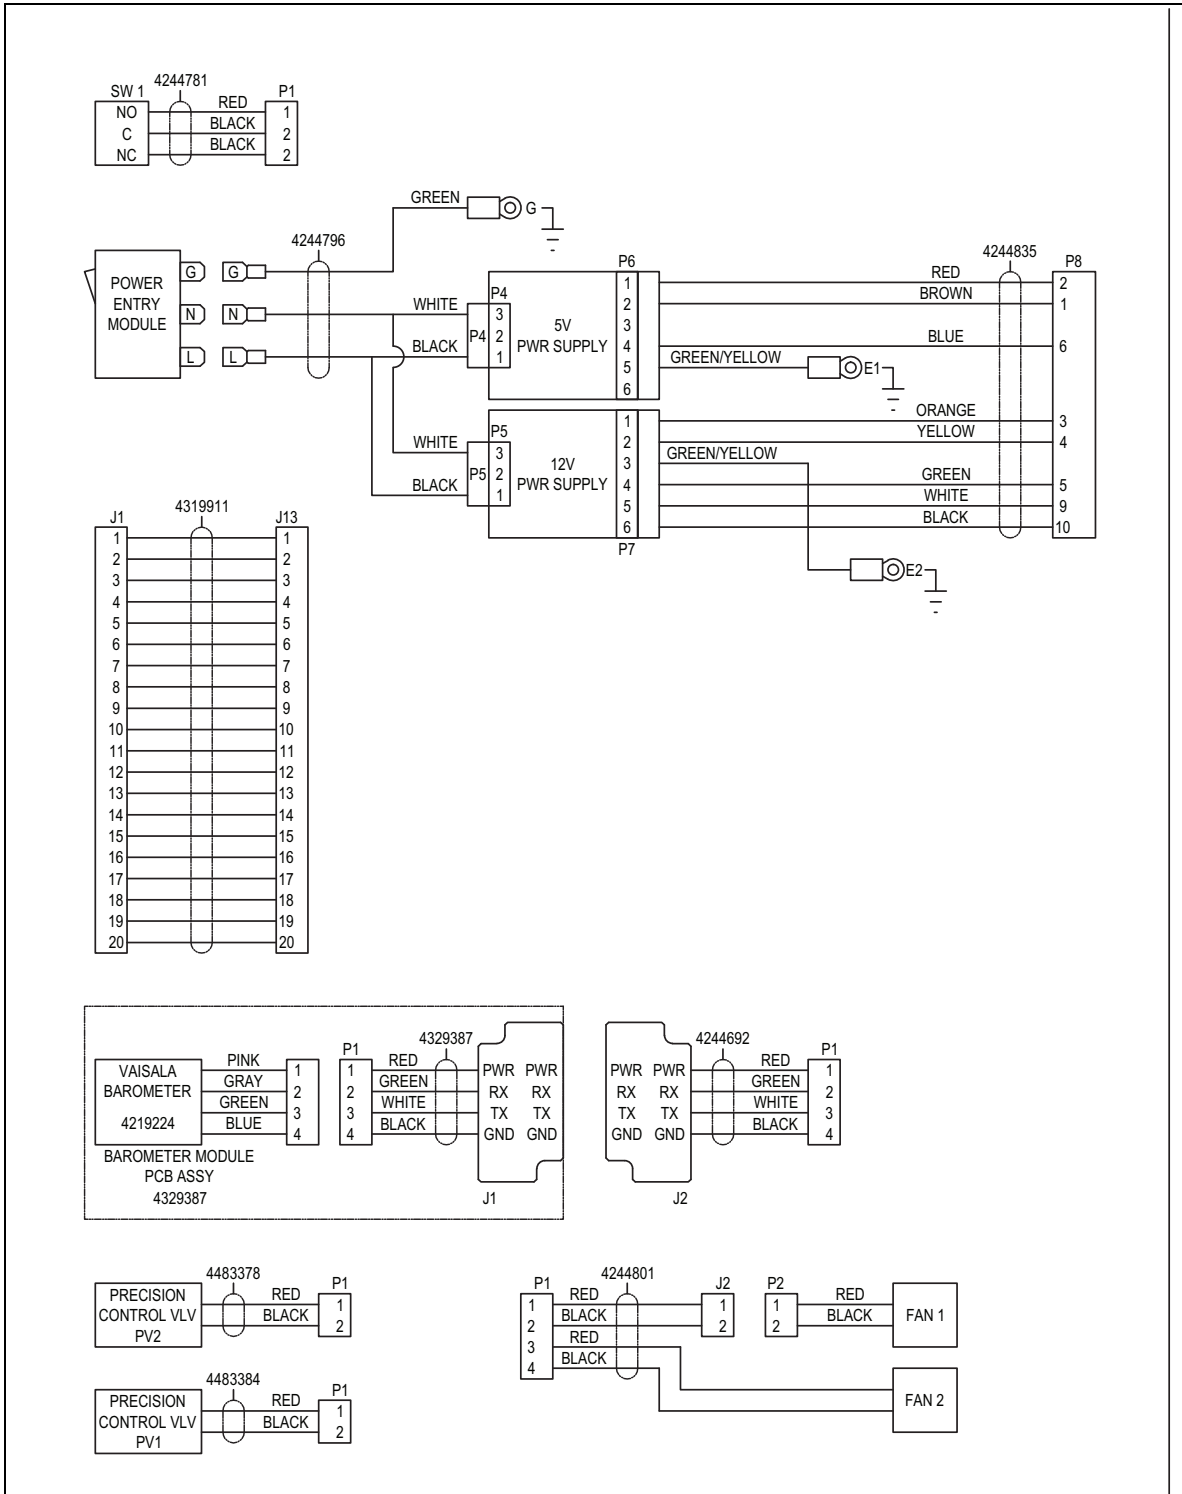 4244781
SW 1
P1
NO
RED
1
C
BLACK
2
NC
BLACK
2
GREEN
G
4244796
4244835
POWER
ENTRY
MODULE
G
G
N
N
L
L
WHITE
BLACK
P4
P4
3
2
1
5V
PWR SUPPLY
P6
1
2
3
4
5
6
RED
BROWN
BLUE
GREEN/YELLOW
E1
P8
2
1
6
3
4
5
9
10
WHITE
BLACK
P5
P5
3
2
1
12V
PWR SUPPLY
1
2
3
4
5
6
P7
ORANGE
YELLOW
GREEN/YELLOW
GREEN
WHITE
BLACK
E2
4319911
J1
J13
1 1
2 2
3 3
4 4
5 5
6 6
7 7
8 8
9 9
10 10
11 11
12 12
13 13
14 14
15 15
16 16
17 17
18 18
19 19
20 20
VAISALA
BAROMETER
4219224
PINK 1
GRAY 2
GREEN 3
BLUE 4
BAROMETER MODULE
PCB ASSY
4329387
4329387
P1
1 RED PWR PWR
2 GREEN RX RX
3 WHITE TX TX
4 BLACK GND GND
J1
4244692
P1
PWR PWR RED 1
RX RX GREEN 2
TX TX WHITE 3
GND GND BLACK 4
J2
4483378
PRECISION
CONTROL VLV
PV2
P1
RED 1
BLACK 2
4483384
PRECISION
CONTROL VLV
PV1
P1
RED 1
BLACK 2
P1
4244801
J2
P2
1 RED 1
2 BLACK 2
3 RED
4 BLACK
1 RED
2 BLACK
FAN 1
FAN 2